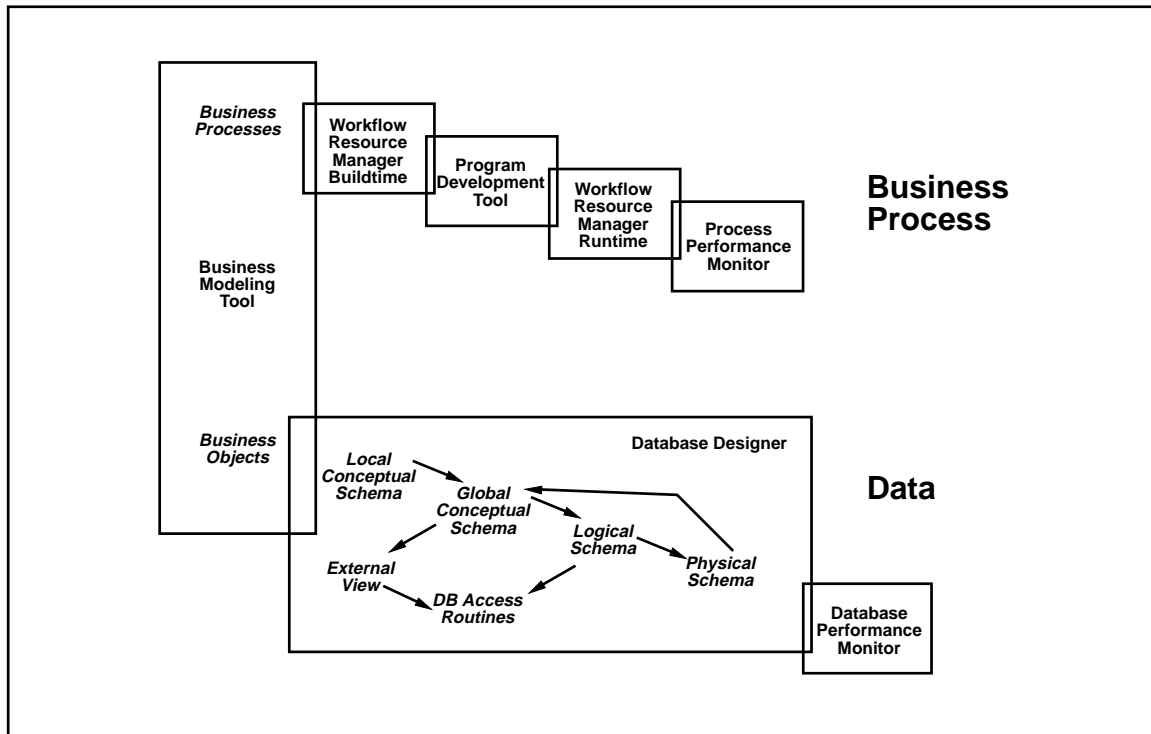 Business
Processes
Workflow
Resource
Manager
Buildtime
Program
Development
Tool
Workflow
Resource
Manager
Runtime
Process
Performance
Monitor
Business
Process
Business
Modeling
Tool
Business
Objects
Database Designer
Local
Conceptual
Schema
Global
Conceptual
Schema
Logical
Schema
Physical
Schema
External
View
DB Access
Routines
Data
Database
Performance
Monitor